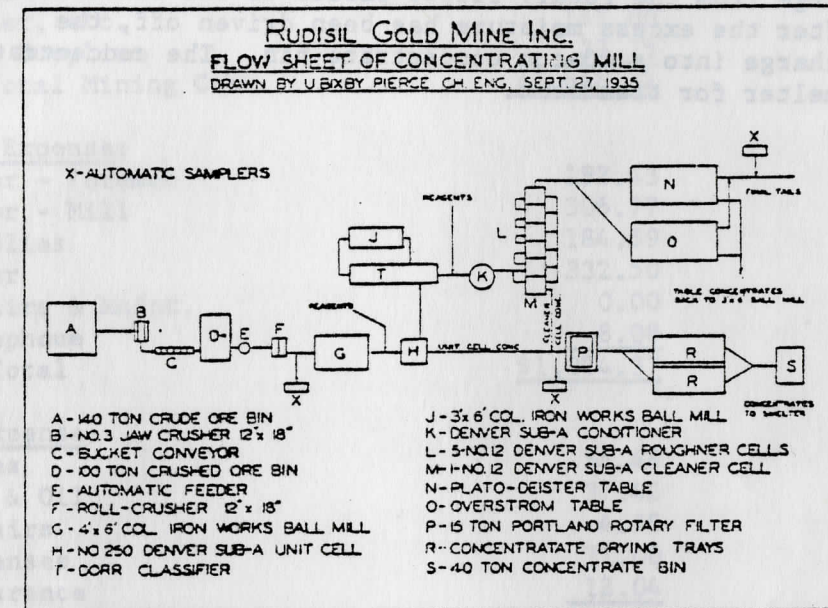 RUDISIL GOLD MINE INC.
FLOW SHEET OF CONCENTRATING MILL
DRAWN BY U BIXBY PIERCE CH. ENG. SEPT. 27 1935
X-AUTOMATIC SAMPLERS
X
N
FINAL TAILS
REAGENTS
L
J
O
T
K
M
TABLE CONCENTRATES
BACK TO 3 x 6 BALL MILL
CLEANER
CELL CONC.
B
A
D
E
F
REAGENTS
C
G
H
UNIT CELL CONC
P
R
R
S
X
X
CONCENTRATES
TO SMELTER
A-140 TON CRUDE ORE BIN
B-NO.3 JAW CRUSHER 12"x 18"
C-BUCKET CONVEYOR
D-100 TON CRUSHED ORE BIN
E-AUTOMATIC FEEDER
F-ROLL-CRUSHER 12"x 18"
G-4'x6' COL. IRON WORKS BALL MILL
H-NO 250 DENVER SUB-A UNIT CELL
T-DORR CLASSIFIER
J-3'x 6' COL. IRON WORKS BALL MILL
K-DENVER SUB-A CONDITIONER
L-5-NO.12 DENVER SUB-A ROUGHNER CELLS
M-1-NO.12 DENVER SUB-A CLEANER CELL
N-PLATO-DEISTER TABLE
O-OVERSTROM TABLE
P-15 TON PORTLAND ROTARY FILTER
R-CONCENTRATATE DRYING TRAYS
S-40 TON CONCENTRATE BIN